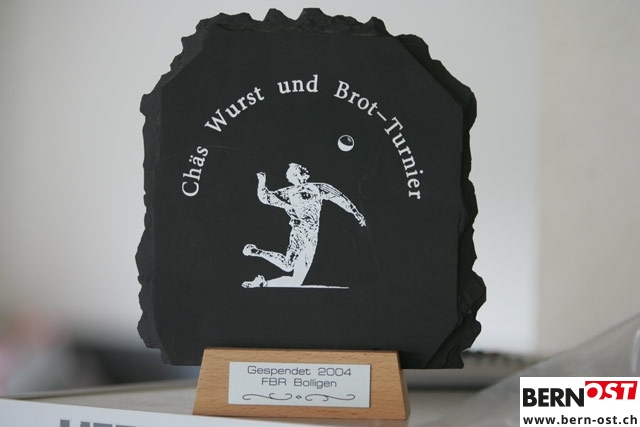 Chäs Wurst und Brot-Turnier
Gespendet 2004
FBR Bolligen
BERNOST
www.bern-ost.ch